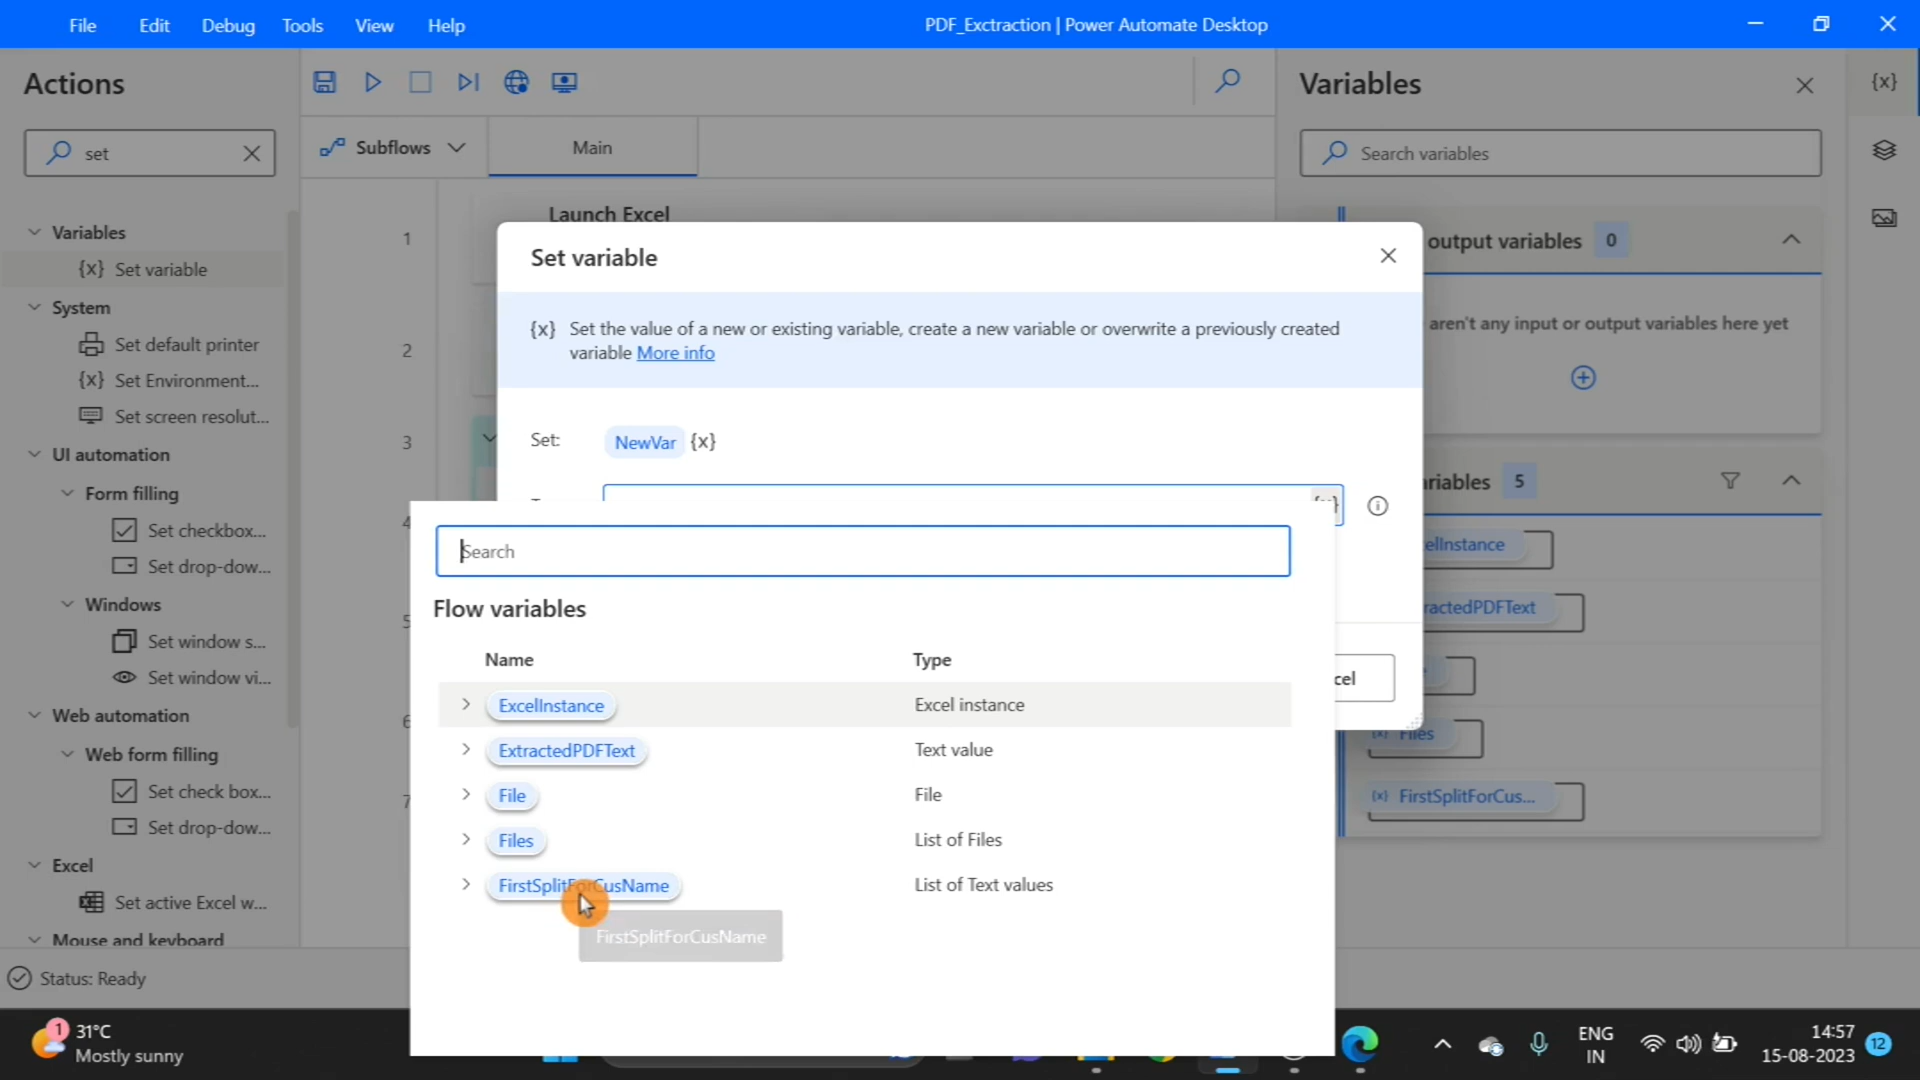 File
Edit
Debug
Tools
View
Help
PDF_Exctraction | Power Automate Desktop
Actions
set
Variables
{x} Set variable
System
Set default printer
{x} Set Environment...
Set screen resolut...
UI automation
Form filling
Set checkbox...
Set drop-dow...
Windows
Set window s...
Set window vi...
Web automation
Web form filling
Set check box...
Set drop-dow...
Excel
Set active Excel w...
Mouse and keyboard
Status: Ready
Subflows
Main
1
2
3
4
5
6
7
Launch Excel
Set variable
{x} Set the value of a new or existing variable, create a new variable or overwrite a previously created
variable More info
Set:
NewVar {x}
Search
Flow variables
Name
Type
ExcelInstance
Excel instance
ExtractedPDFText
Text value
File
File
Files
List of Files
FirstSplitForCusName
List of Text values
FirstSplitForCusName
cel
Variables
{x}
Search variables
output variables 0
aren't any input or output variables here yet
riables 5
elInstance
ractedPDFText
{x} Files
{x} FirstSplitForCus...
1
31°C
Mostly sunny
ENG
IN
14:57
15-08-2023
12